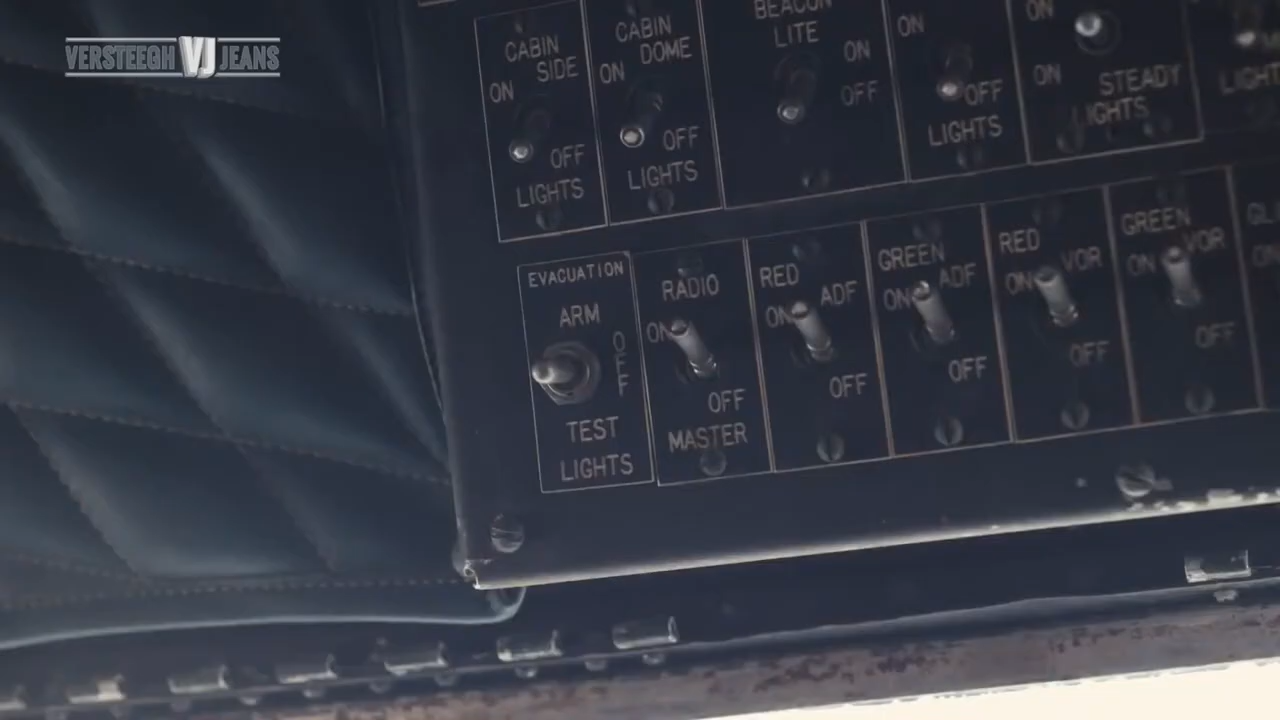 VERSTEEGH VJ JEANS
CABIN
SIDE
ON
OFF
LIGHTS
CABIN
DOME
ON
OFF
LIGHTS
BEACON
LITE
ON
OFF
ON
OFF
LIGHTS
ON
ON
STEADY
LIGHTS
LIGHTS
EVACUATION
ARM
OFF
TEST
LIGHTS
RADIO
ON
OFF
MASTER
RED
ADF
ON
OFF
GREEN
ADF
ON
OFF
RED
VOR
ON
OFF
GREEN
VOR
ON
OFF
ON